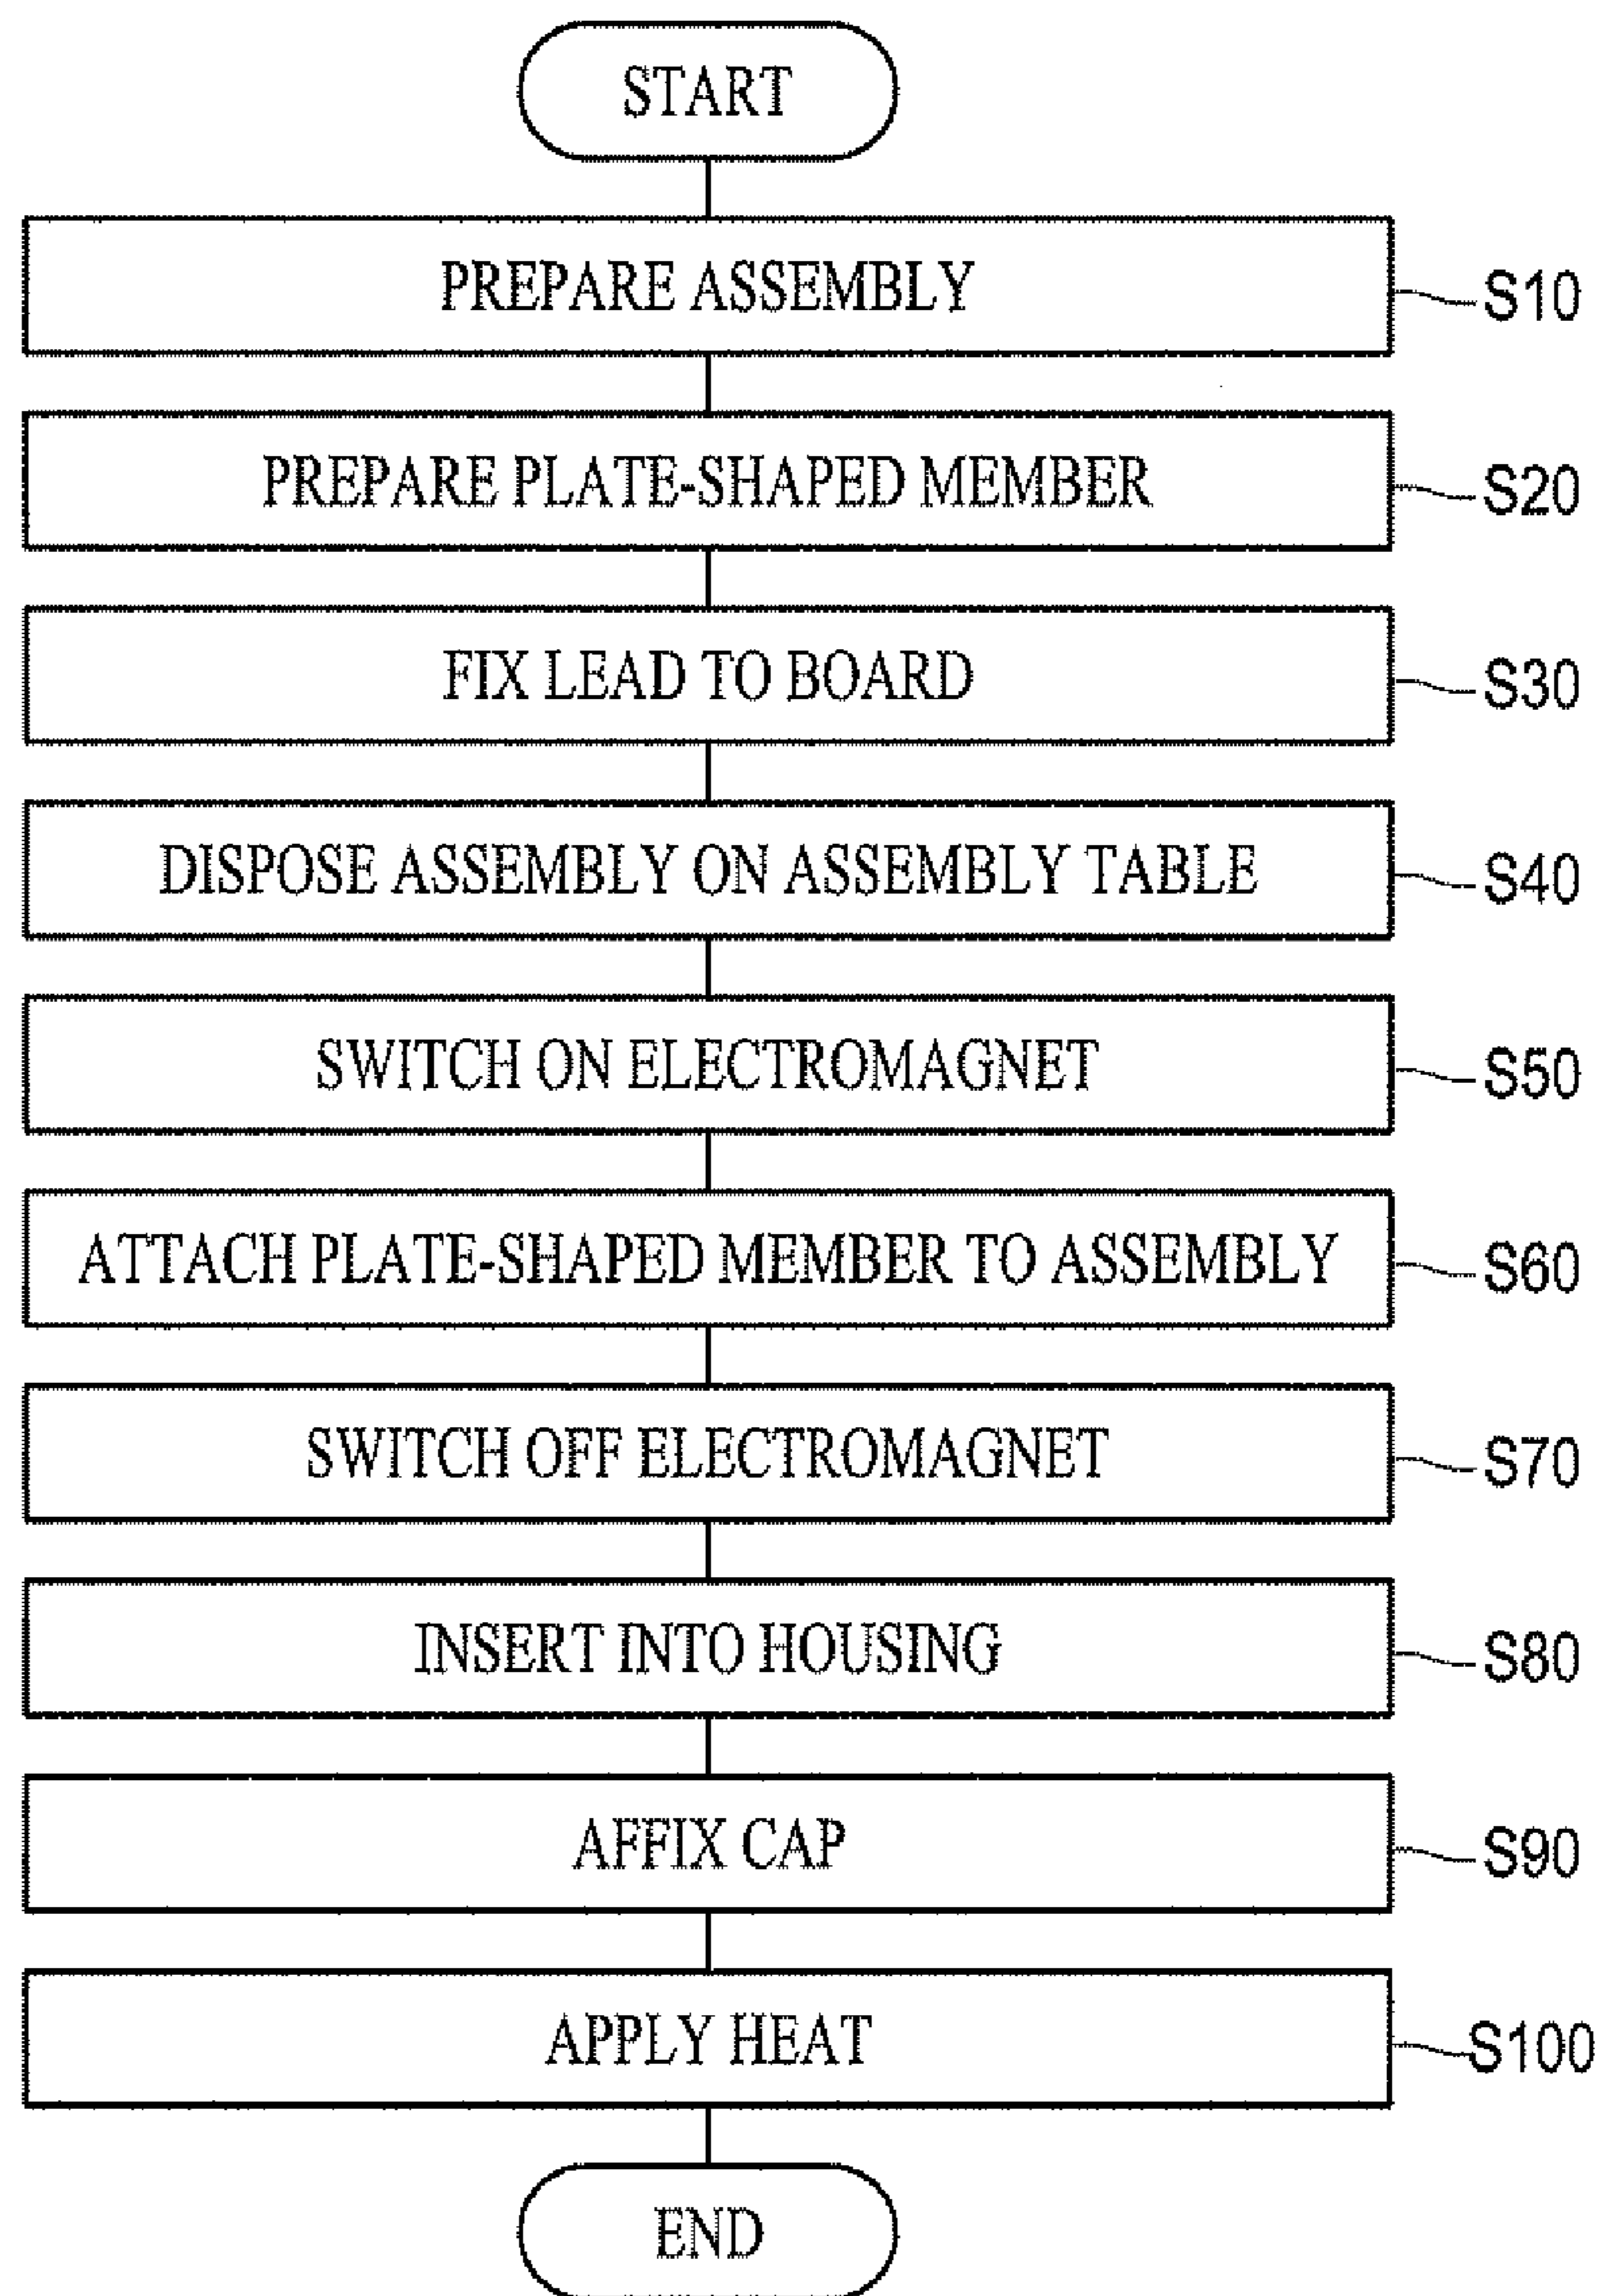 START
PREPARE ASSEMBLY
S10
PREPARE PLATE-SHAPED MEMBER
S20
FIX LEAD TO BOARD
S30
DISPOSE ASSEMBLY ON ASSEMBLY TABLE
S40
SWITCH ON ELECTROMAGNET
S50
ATTACH PLATE-SHAPED MEMBER TO ASSEMBLY
S60
SWITCH OFF ELECTROMAGNET
S70
INSERT INTO HOUSING
S80
AFFIX CAP
S90
APPLY HEAT
S100
END